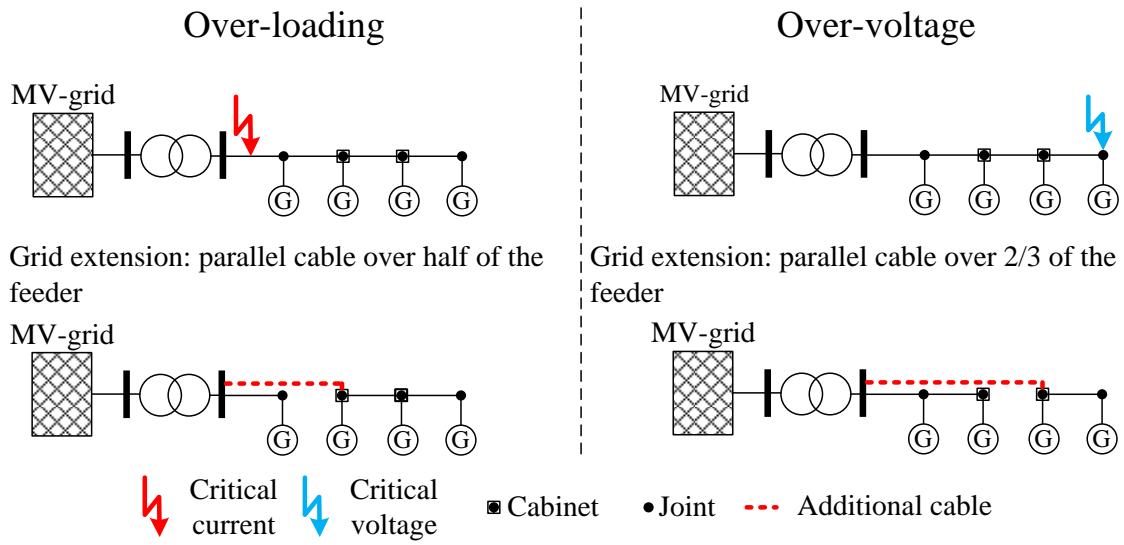 Over-loading
MV-grid
G G G G
Grid extension: parallel cable over half of the
feeder
MV-grid
G G G G
Over-voltage
MV-grid
G G G G
Grid extension: parallel cable over 2/3 of the
feeder
MV-grid
G G G G
Critical
current
Critical
voltage
Cabinet
Joint
Additional cable